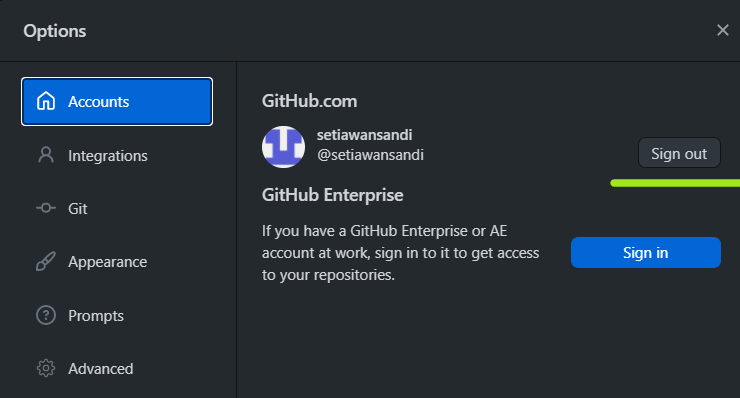 Options
Accounts
Integrations
Git
Appearance
Prompts
Advanced
GitHub.com
setiawansandi
@setiawansandi
Sign out
GitHub Enterprise
If you have a GitHub Enterprise or AE
account at work, sign in to it to get access
to your repositories.
Sign in